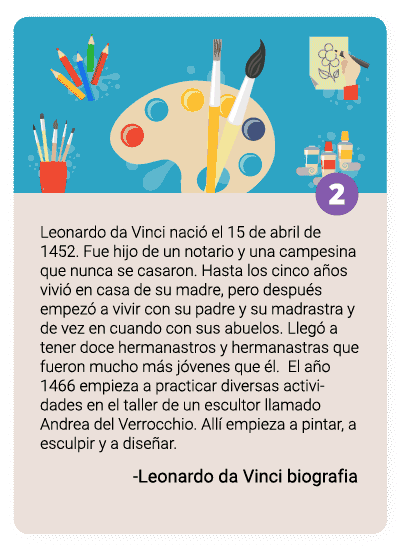 2
Leonardo da Vinci nació el 15 de abril de
1452. Fue hijo de un notario y una campesina
que nunca se casaron. Hasta los cinco años
vivió en casa de su madre, pero después
empezó a vivir con su padre y su madrastra y
de vez en cuando con sus abuelos. Llegó a
tener doce hermanastros y hermanastras que
fueron mucho más jóvenes que él.  El año
1466 empieza a practicar diversas activi-
dades en el taller de un escultor llamado
Andrea del Verrocchio. Allí empieza a pintar, a
esculpir y a diseñar.
-Leonardo da Vinci biografia